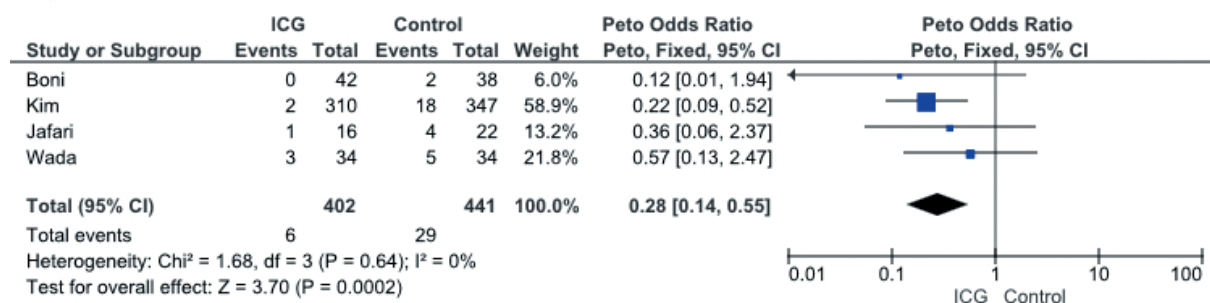 ICG Control Peto Odds Ratio Peto Odds Ratio
Study or Subgroup Events Total Events Total Weight Peto, Fixed, 95% CI Peto, Fixed, 95% CI
Boni 0 42 2 38 6.0% 0.12 [0.01, 1.94]
Kim 2 310 18 347 58.9% 0.22 [0.09, 0.52]
Jafari 1 16 4 22 13.2% 0.36 [0.06, 2.37]
Wada 3 34 5 34 21.8% 0.57 [0.13, 2.47]
Total (95% CI) 402 441 100.0% 0.28 [0.14, 0.55]
Total events 6 29
Heterogeneity: Chi² = 1.68, df = 3 (P = 0.64); I² = 0%
Test for overall effect: Z = 3.70 (P = 0.0002)
0.01 0.1 1 10 100
ICG Control